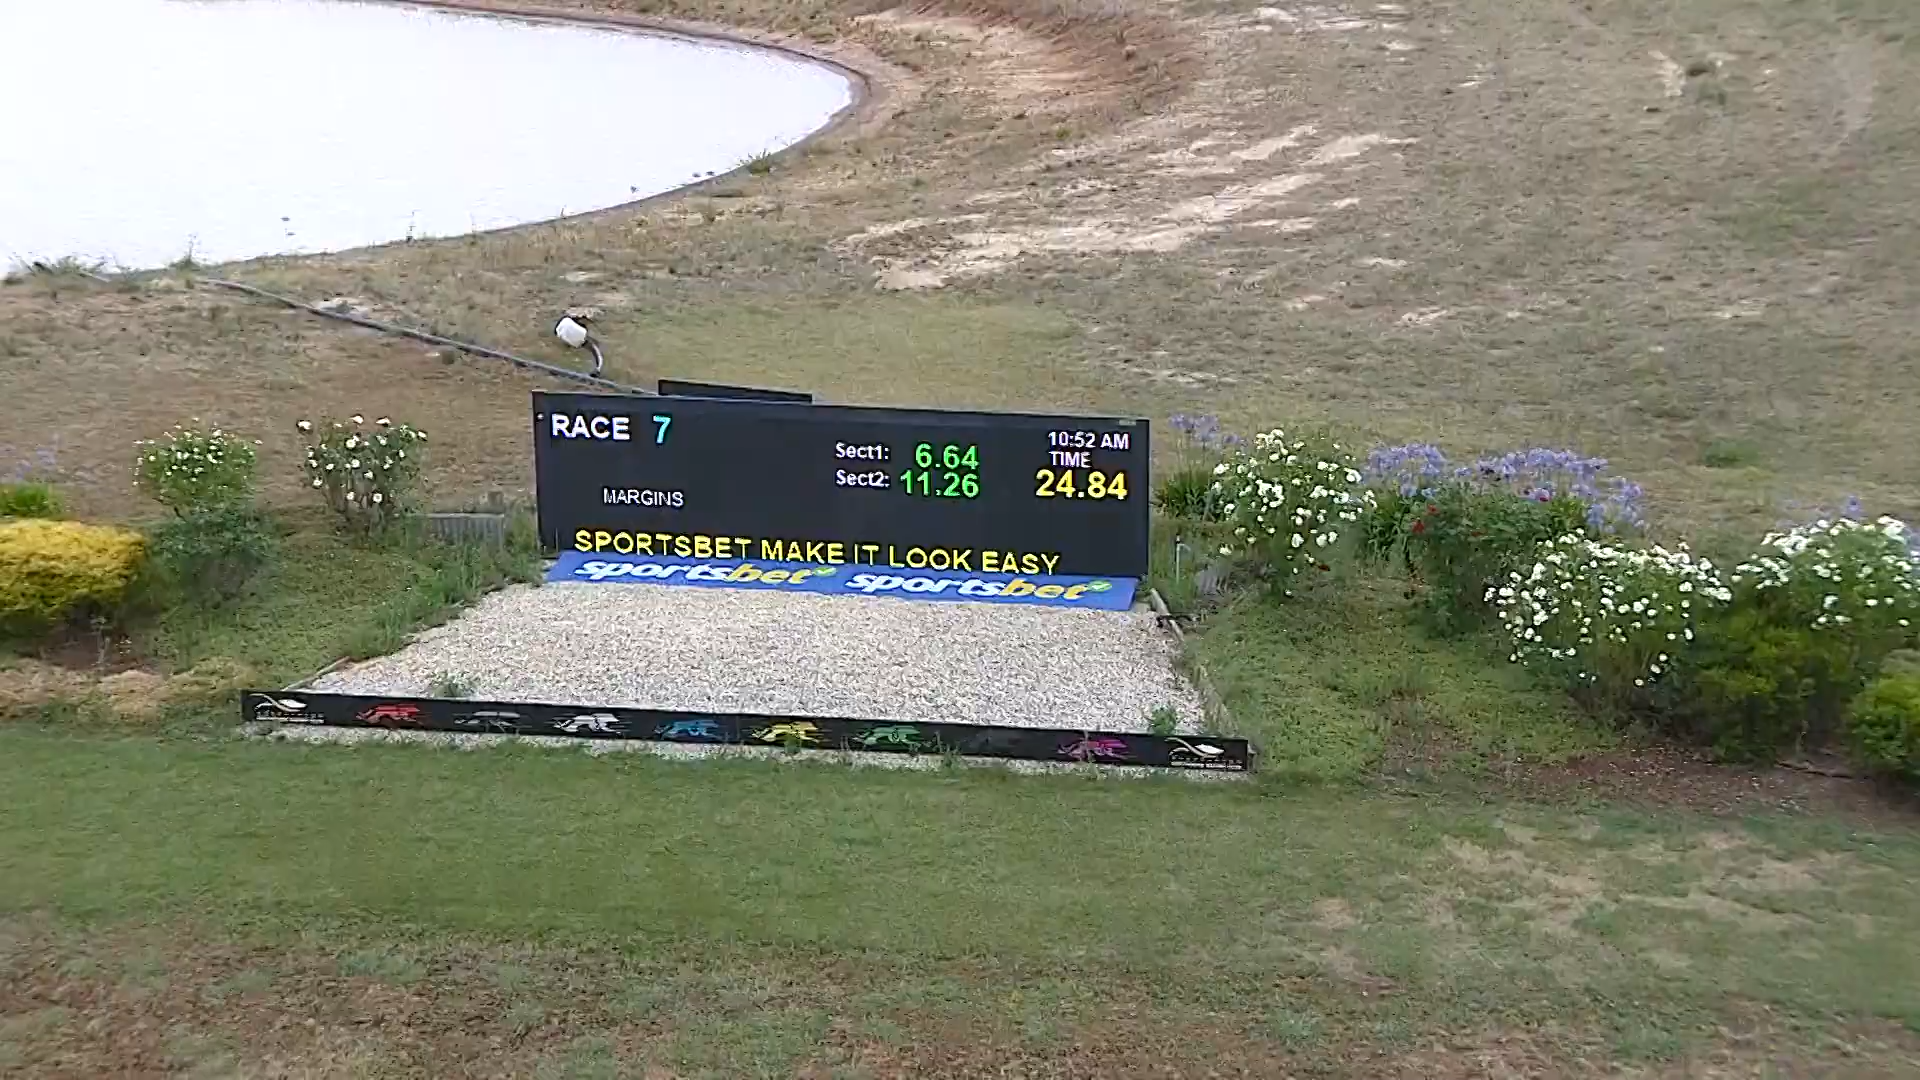 RACE 7
10:52 AM
Sect1: 6.64
TIME
Sect2: 11.26
24.84
MARGINS
SPORTSBET MAKE IT LOOK EASY
sportsbet sportsbet